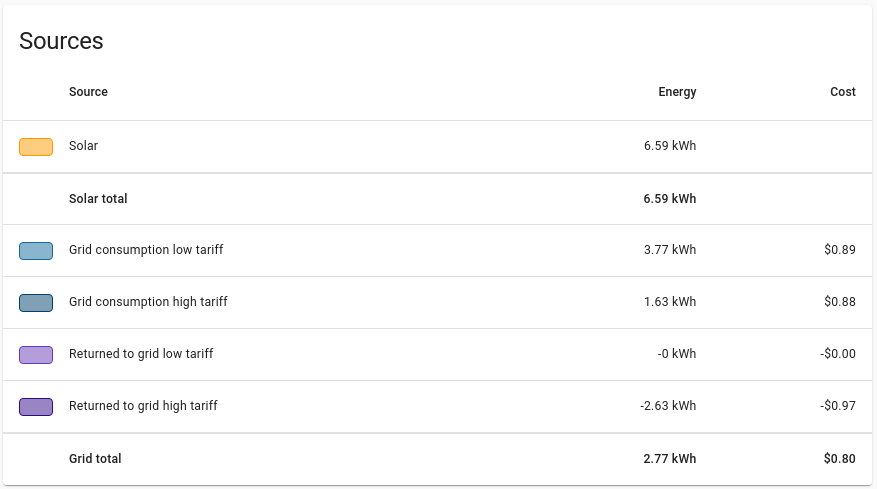 Sources
Source Energy Cost
Solar 6.59 kWh
Solar total 6.59 kWh
Grid consumption low tariff 3.77 kWh $0.89
Grid consumption high tariff 1.63 kWh $0.88
Returned to grid low tariff -0 kWh -$0.00
Returned to grid high tariff -2.63 kWh -$0.97
Grid total 2.77 kWh $0.80